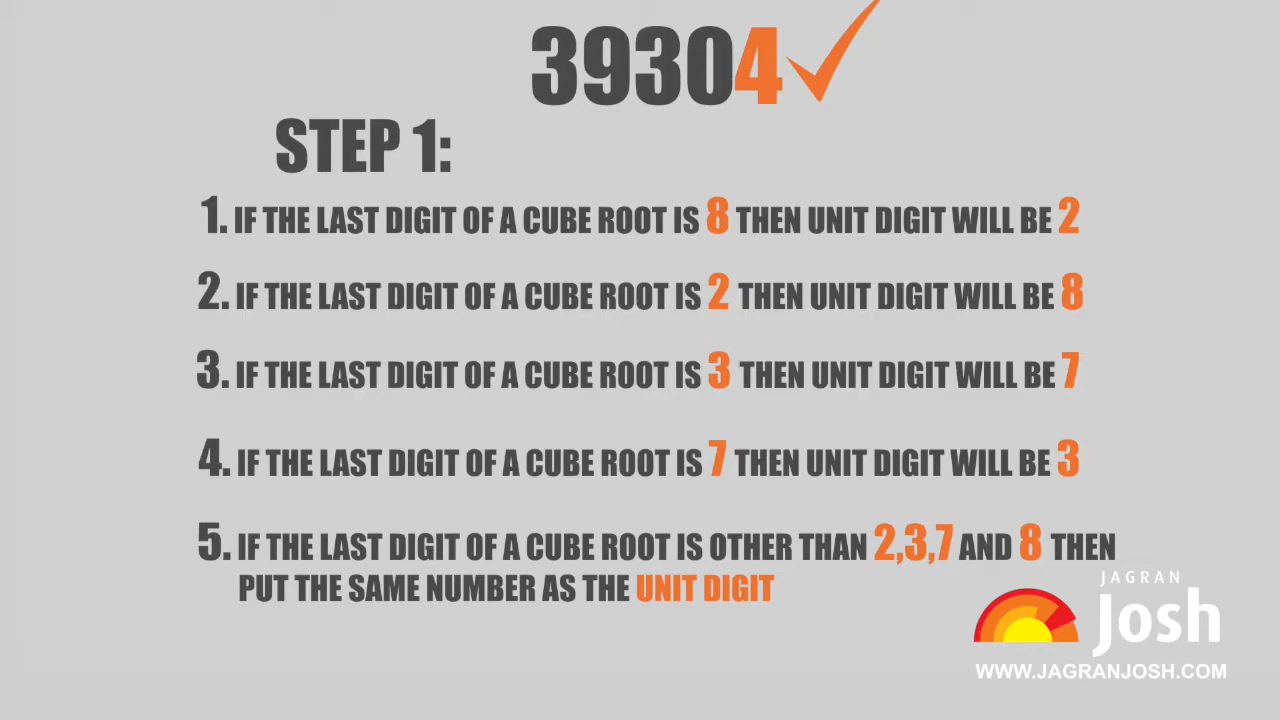 39304
STEP 1:
1. IF THE LAST DIGIT OF A CUBE ROOT IS 8 THEN UNIT DIGIT WILL BE 2
2. IF THE LAST DIGIT OF A CUBE ROOT IS 2 THEN UNIT DIGIT WILL BE 8
3. IF THE LAST DIGIT OF A CUBE ROOT IS 3 THEN UNIT DIGIT WILL BE 7
4. IF THE LAST DIGIT OF A CUBE ROOT IS 7 THEN UNIT DIGIT WILL BE 3
5. IF THE LAST DIGIT OF A CUBE ROOT IS OTHER THAN 2,3,7 AND 8 THEN
PUT THE SAME NUMBER AS THE UNIT DIGIT
JAGRAN
Josh
WWW.JAGRANJOSH.COM